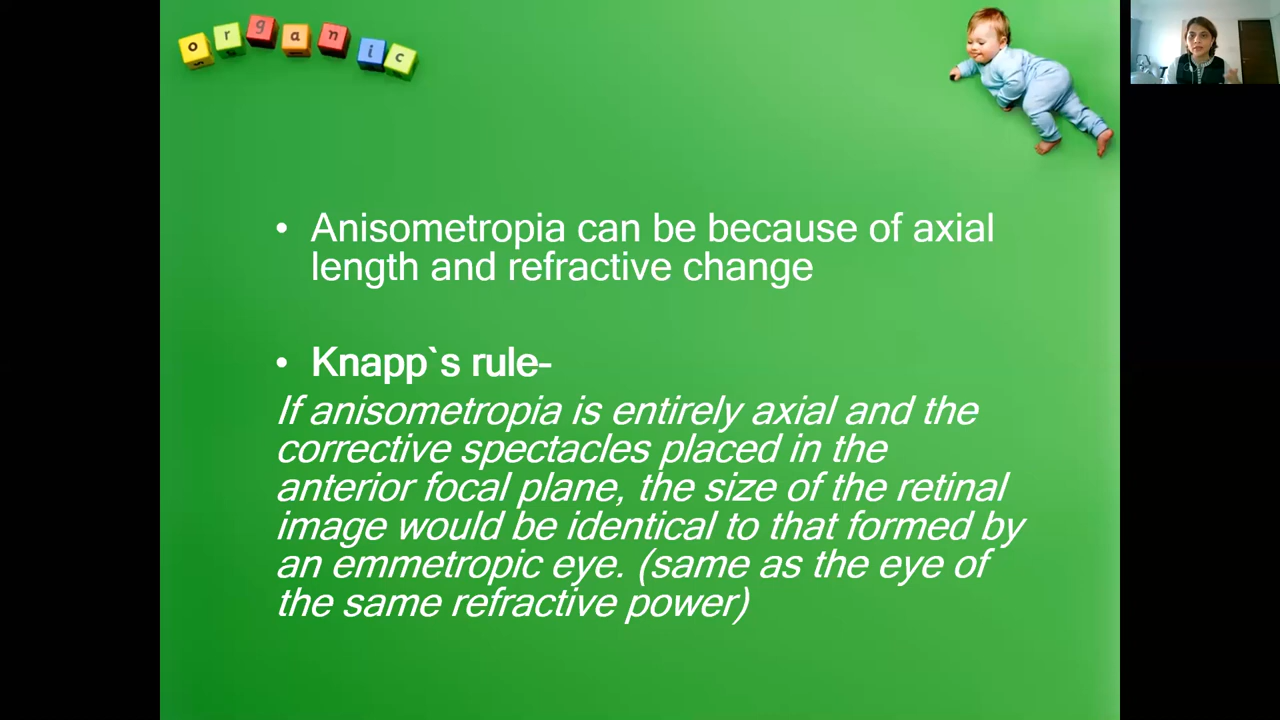 organic
• Anisometropia can be because of axial
length and refractive change
• Knapp`s rule-
If anisometropia is entirely axial and the
corrective spectacles placed in the
anterior focal plane, the size of the retinal
image would be identical to that formed by
an emmetropic eye. (same as the eye of
the same refractive power)